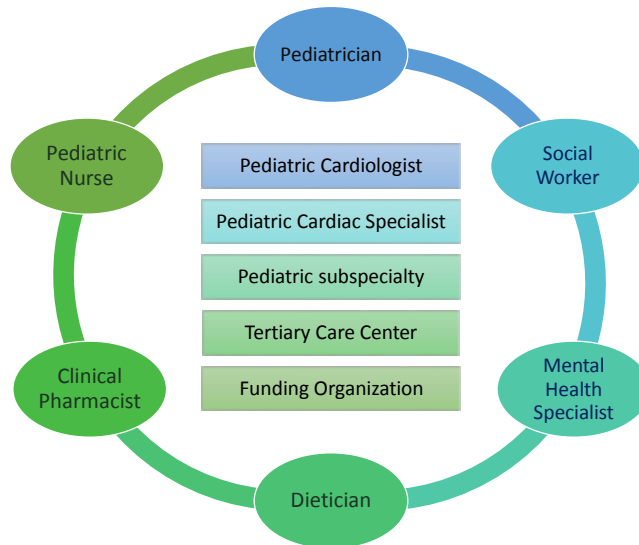 Pediatrician
Pediatric
Nurse
Social
Worker
Pediatric Cardiologist
Pediatric Cardiac Specialist
Pediatric subspecialty
Tertiary Care Center
Funding Organization
Clinical
Pharmacist
Mental
Health
Specialist
Dietician